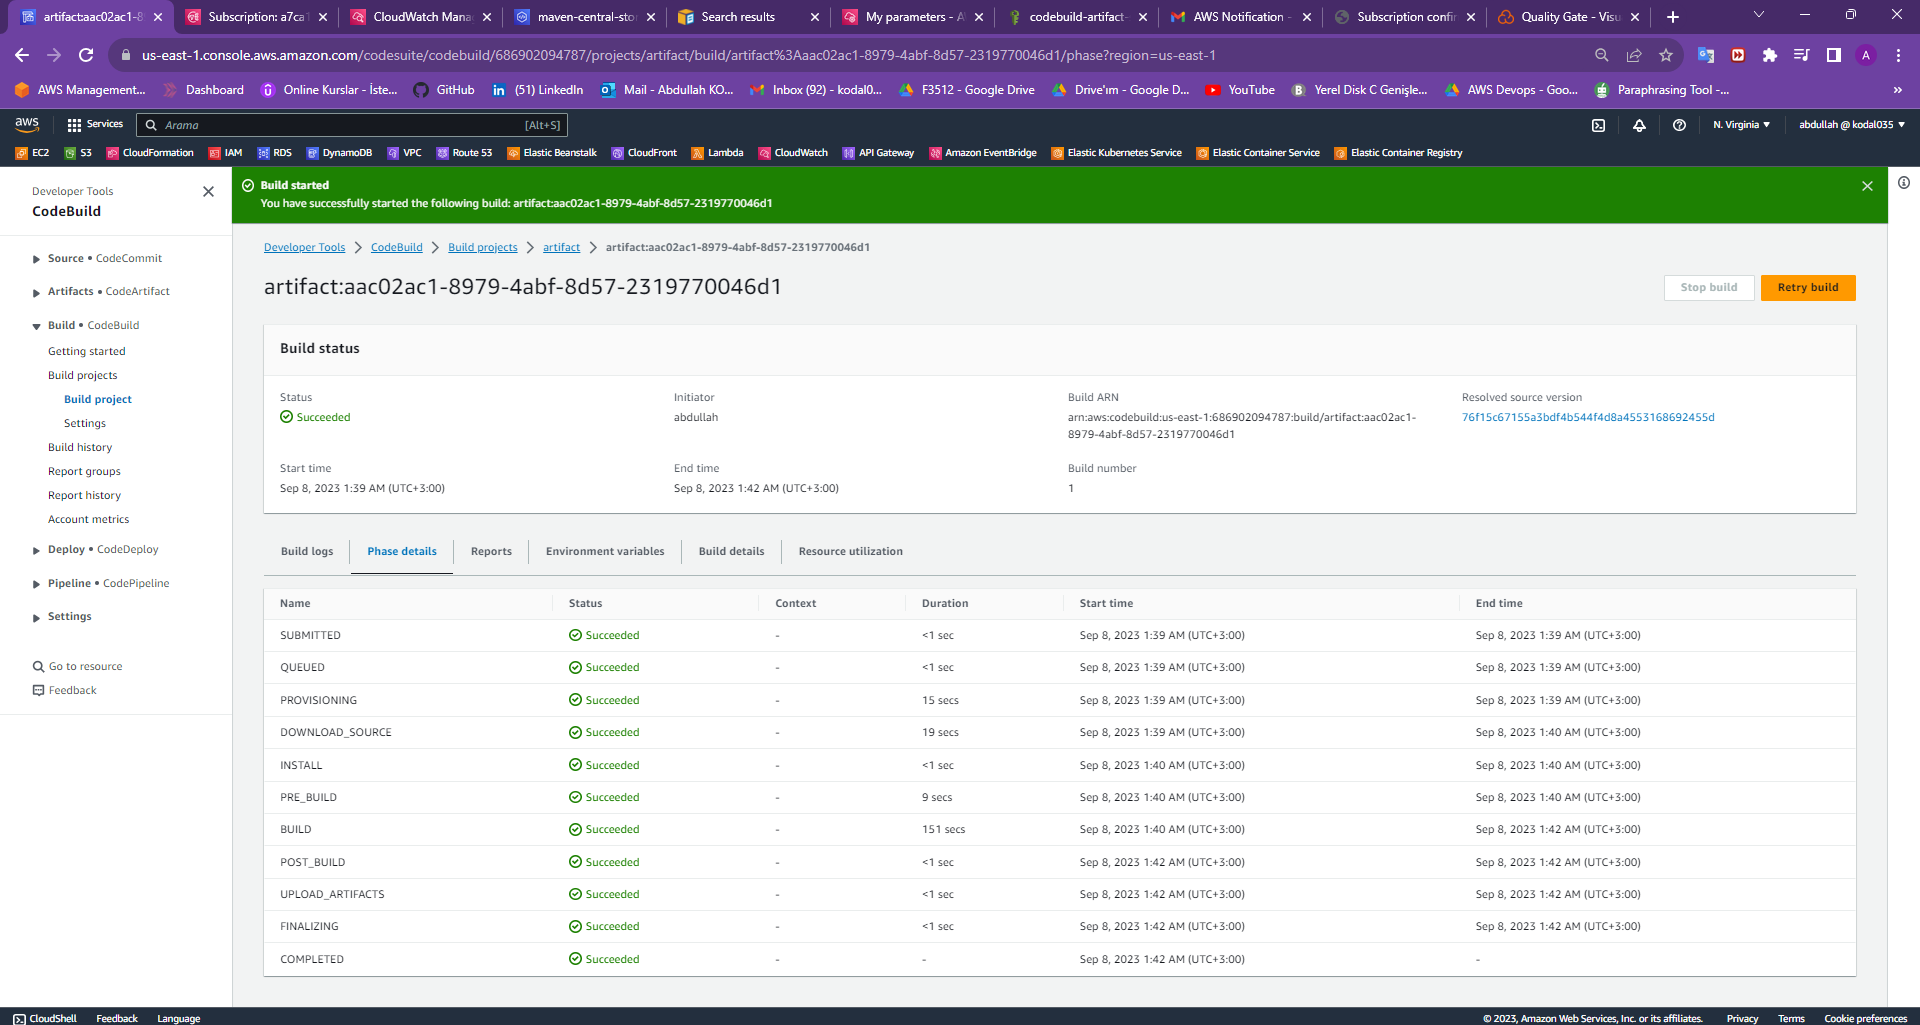 artifact:aac02ac1-8
Subscription: a7ca1
CloudWatch Mana
maven-central-stor
Search results
My parameters - A
codebuild-artifact-
AWS Notification -
Subscription confir
Quality Gate - Visu
us-east-1.console.aws.amazon.com/codesuite/codebuild/686902094787/projects/artifact/build/artifact%3Aaac02ac1-8979-4abf-8d57-2319770046d1/phase?region=us-east-1
A
AWS Management...
Dashboard
Online Kurslar - İste...
GitHub
(51) LinkedIn
Mail - Abdullah KO...
Inbox (92) - kodal0...
F3512 - Google Drive
Drive'ım - Google D...
YouTube
Yerel Disk C Genişle...
AWS Devops - Goo...
Paraphrasing Tool -...
»
aws
Services
Arama
[Alt+S]
N. Virginia
abdullah @ kodal035
EC2
S3
CloudFormation
IAM
RDS
DynamoDB
VPC
Route 53
Elastic Beanstalk
CloudFront
Lambda
CloudWatch
API Gateway
Amazon EventBridge
Elastic Kubernetes Service
Elastic Container Service
Elastic Container Registry
Developer Tools
CodeBuild
Source • CodeCommit
Artifacts • CodeArtifact
Build • CodeBuild
Getting started
Build projects
Build project
Settings
Build history
Report groups
Report history
Account metrics
Deploy • CodeDeploy
Pipeline • CodePipeline
Settings
Go to resource
Feedback
Build started
You have successfully started the following build: artifact:aac02ac1-8979-4abf-8d57-2319770046d1
Developer Tools > CodeBuild > Build projects > artifact > artifact:aac02ac1-8979-4abf-8d57-2319770046d1
artifact:aac02ac1-8979-4abf-8d57-2319770046d1
Stop build
Retry build
Build status
Status
Succeeded
Initiator
abdullah
Build ARN
arn:aws:codebuild:us-east-1:686902094787:build/artifact:aac02ac1-
8979-4abf-8d57-2319770046d1
Resolved source version
76f15c67155a3bdf4b544f4d8a4553168692455d
Start time
Sep 8, 2023 1:39 AM (UTC+3:00)
End time
Sep 8, 2023 1:42 AM (UTC+3:00)
Build number
1
Build logs
Phase details
Reports
Environment variables
Build details
Resource utilization
Name Status Context Duration Start time End time
SUBMITTED Succeeded - <1 sec Sep 8, 2023 1:39 AM (UTC+3:00) Sep 8, 2023 1:39 AM (UTC+3:00)
QUEUED Succeeded - <1 sec Sep 8, 2023 1:39 AM (UTC+3:00) Sep 8, 2023 1:39 AM (UTC+3:00)
PROVISIONING Succeeded - 15 secs Sep 8, 2023 1:39 AM (UTC+3:00) Sep 8, 2023 1:39 AM (UTC+3:00)
DOWNLOAD_SOURCE Succeeded - 19 secs Sep 8, 2023 1:39 AM (UTC+3:00) Sep 8, 2023 1:40 AM (UTC+3:00)
INSTALL Succeeded - <1 sec Sep 8, 2023 1:40 AM (UTC+3:00) Sep 8, 2023 1:40 AM (UTC+3:00)
PRE_BUILD Succeeded - 9 secs Sep 8, 2023 1:40 AM (UTC+3:00) Sep 8, 2023 1:40 AM (UTC+3:00)
BUILD Succeeded - 151 secs Sep 8, 2023 1:40 AM (UTC+3:00) Sep 8, 2023 1:42 AM (UTC+3:00)
POST_BUILD Succeeded - <1 sec Sep 8, 2023 1:42 AM (UTC+3:00) Sep 8, 2023 1:42 AM (UTC+3:00)
UPLOAD_ARTIFACTS Succeeded - <1 sec Sep 8, 2023 1:42 AM (UTC+3:00) Sep 8, 2023 1:42 AM (UTC+3:00)
FINALIZING Succeeded - <1 sec Sep 8, 2023 1:42 AM (UTC+3:00) Sep 8, 2023 1:42 AM (UTC+3:00)
COMPLETED Succeeded - - Sep 8, 2023 1:42 AM (UTC+3:00) -
CloudShell
Feedback
Language
© 2023, Amazon Web Services, Inc. or its affiliates.
Privacy
Terms
Cookie preferences